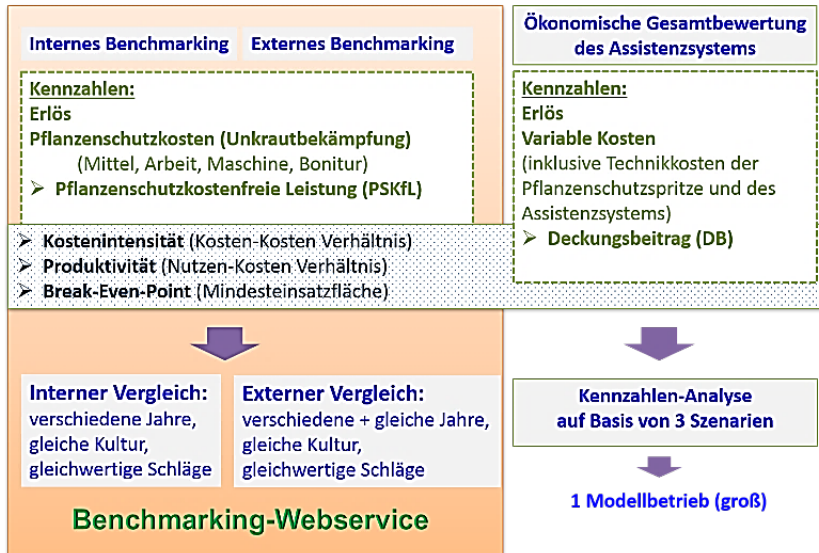 Internes Benchmarking
Externes Benchmarking
Kennzahlen:
Erlös
Pflanzenschutzkosten (Unkrautbekämpfung)
(Mittel, Arbeit, Maschine, Bonitur)
➢ Pflanzenschutzkostenfreie Leistung (PSKfL)
➢ Kostenintensität (Kosten-Kosten Verhältnis)
➢ Produktivität (Nutzen-Kosten Verhältnis)
➢ Break-Even-Point (Mindesteinsatzfläche)
Interner Vergleich:
verschiedene Jahre,
gleiche Kultur,
gleichwertige Schläge
Externer Vergleich:
verschiedene + gleiche Jahre,
gleiche Kultur,
gleichwertige Schläge
Benchmarking-Webservice
Ökonomische Gesamtbewertung
des Assistenzsystems
Kennzahlen:
Erlös
Variable Kosten
(inklusive Technikkosten der
Pflanzenschutzspritze und des
Assistenzsystems)
➢ Deckungsbeitrag (DB)
Kennzahlen-Analyse
auf Basis von 3 Szenarien
1 Modellbetrieb (groß)